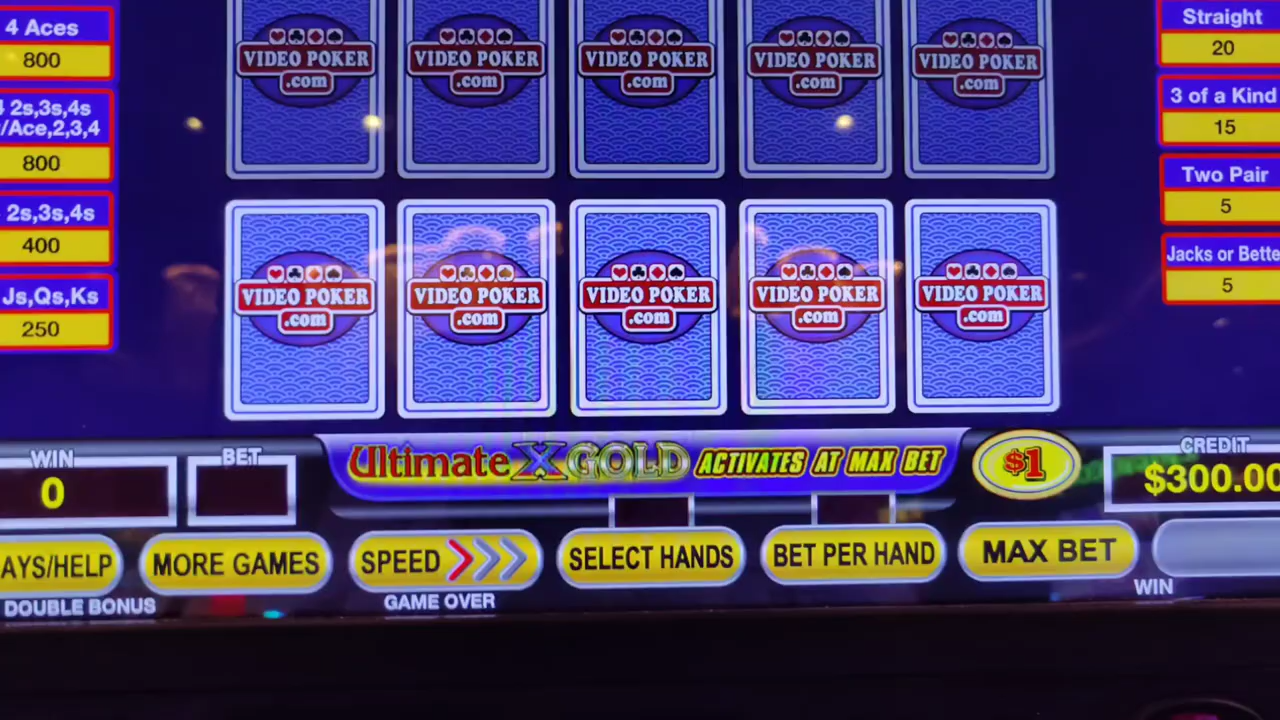 4 Aces
800
4 2s,3s,4s
/Ace,2,3,4
800
2s,3s,4s
400
Js,Qs,Ks
250
VIDEO POKER
.com
VIDEO POKER
.com
VIDEO POKER
.com
VIDEO POKER
.com
VIDEO POKER
.com
Straight
20
3 of a Kind
15
Two Pair
5
Jacks or Bette
5
VIDEO POKER
.com
VIDEO POKER
.com
VIDEO POKER
.com
VIDEO POKER
.com
VIDEO POKER
.com
WIN
0
BET
Ultimate X GOLD ACTIVATES AT MAX BET
$1
CREDIT
$300.00
AYS/HELP
MORE GAMES
SPEED
SELECT HANDS
BET PER HAND
MAX BET
DOUBLE BONUS
GAME OVER
WIN